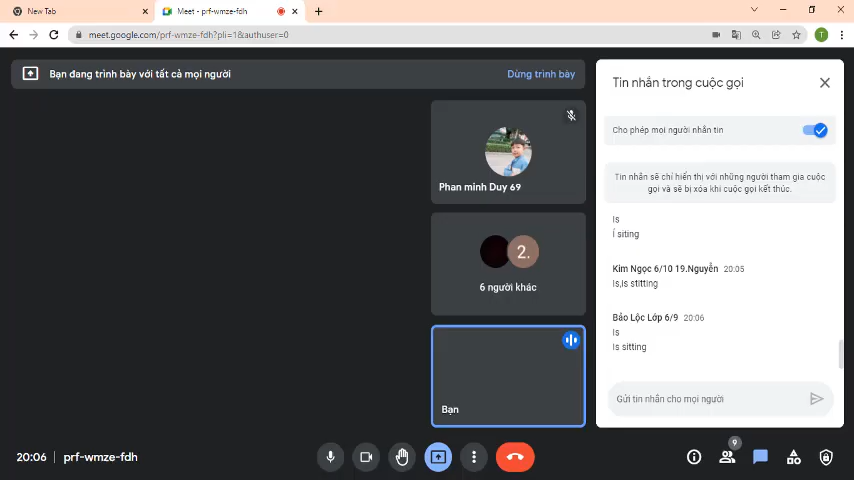 New Tab
Meet - prf-wmze-fdh
meet.google.com/prf-wmze-fdh?pli=1&authuser=0
T
Bạn đang trình bày với tất cả mọi người
Dừng trình bày
Phan minh Duy 69
2.
6 người khác
Bạn
Tin nhắn trong cuộc gọi
Cho phép mọi người nhắn tin
Tin nhắn sẽ chỉ hiển thị với những người tham gia cuộc
gọi và sẽ bị xóa khi cuộc gọi kết thúc.
Is
Í siting
Kim Ngọc 6/10 19.Nguyễn 20:05
Is,is stitting
Bảo Lộc Lớp 6/9 20:06
Is
Is sitting
Gửi tin nhắn cho mọi người
20:06 | prf-wmze-fdh
9